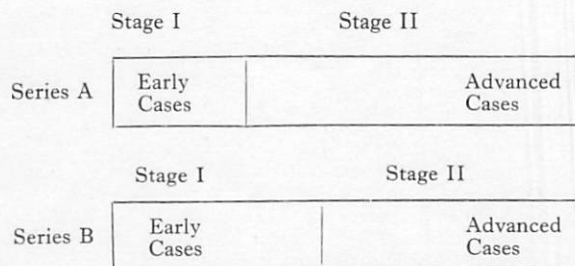 Stage I Stage II
Series A Early Cases Advanced Cases
Stage I Stage II
Series B Early Cases Advanced Cases